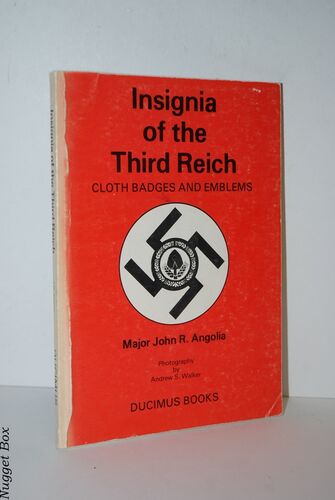 Insignia
of the
Third Reich
CLOTH BADGES AND EMBLEMS
Major John R. Angolia
Photography
by
Andrew S. Walker
DUCIMUS BOOKS
Insignia of the Third Reich
Nugget Box